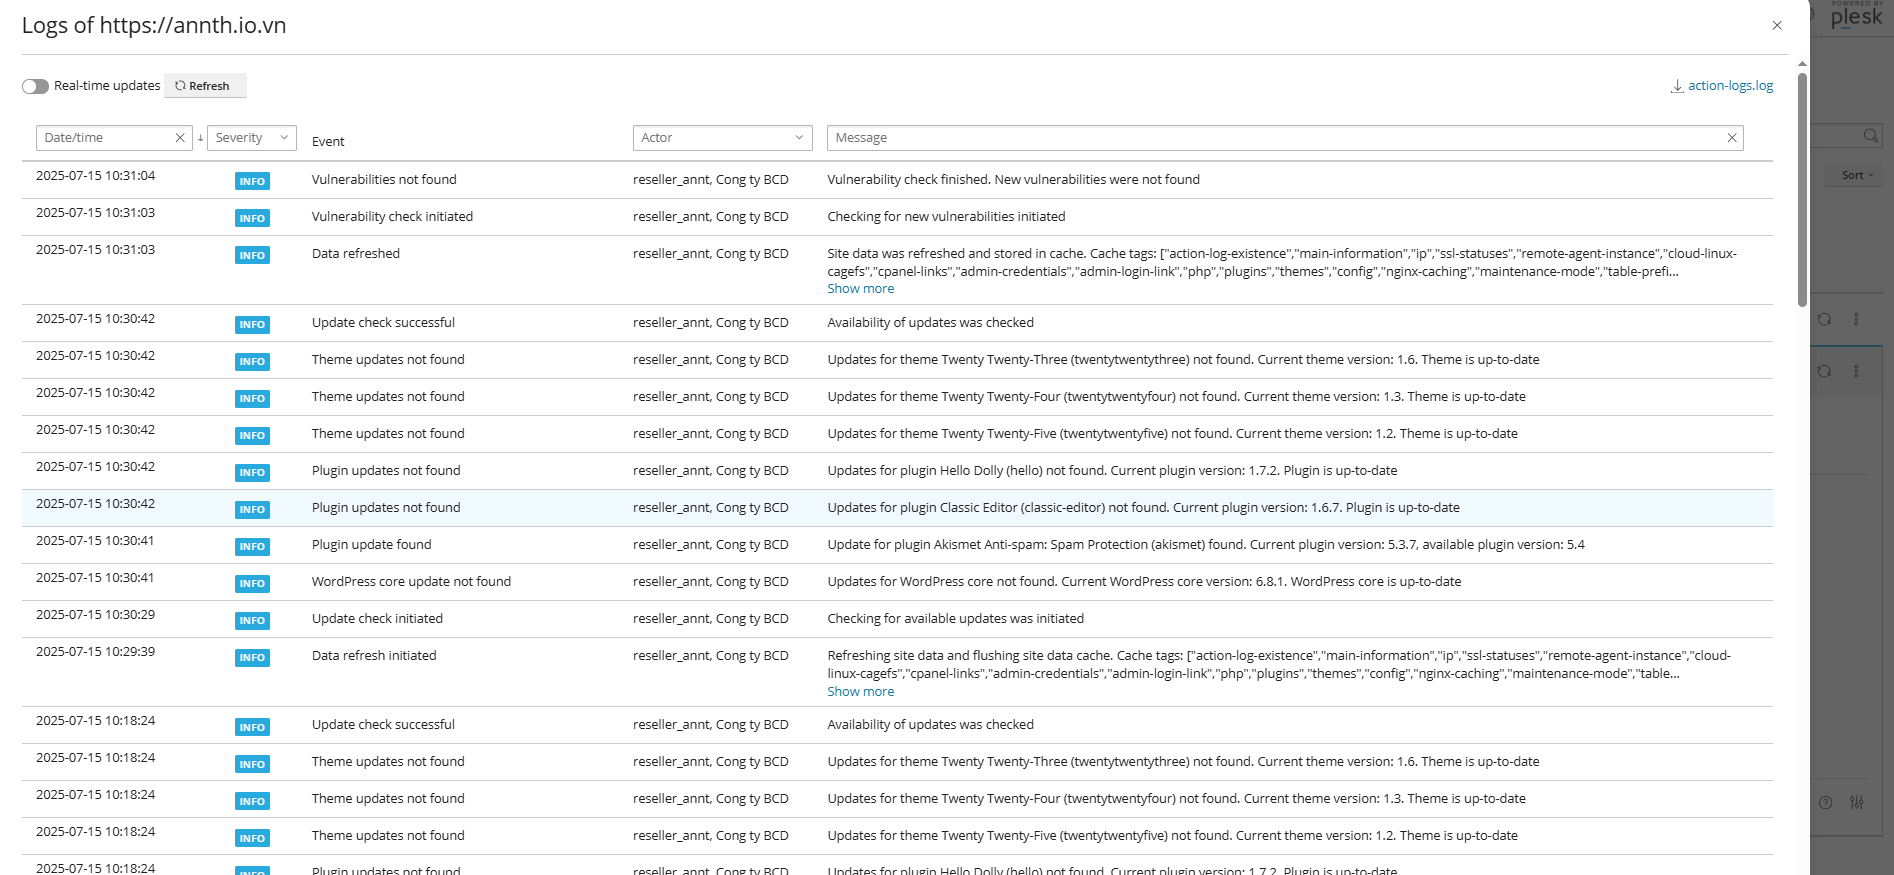 Logs of https://annth.io.vn
POWERED BY
plesk
Real-time updates
Refresh
action-logs.log
Date/time
Severity
Event
Actor
Message
Sort
2025-07-15 10:31:04 INFO Vulnerabilities not found reseller_annt, Cong ty BCD Vulnerability check finished. New vulnerabilities were not found
2025-07-15 10:31:03 INFO Vulnerability check initiated reseller_annt, Cong ty BCD Checking for new vulnerabilities initiated
2025-07-15 10:31:03 INFO Data refreshed reseller_annt, Cong ty BCD Site data was refreshed and stored in cache. Cache tags: ["action-log-existence","main-information","ip","ssl-statuses","remote-agent-instance","cloud-linux-
cagefs","cpanel-links","admin-credentials","admin-login-link","php","plugins","themes","config","nginx-caching","maintenance-mode","table-prefi...
Show more
2025-07-15 10:30:42 INFO Update check successful reseller_annt, Cong ty BCD Availability of updates was checked
2025-07-15 10:30:42 INFO Theme updates not found reseller_annt, Cong ty BCD Updates for theme Twenty Twenty-Three (twentytwentythree) not found. Current theme version: 1.6. Theme is up-to-date
2025-07-15 10:30:42 INFO Theme updates not found reseller_annt, Cong ty BCD Updates for theme Twenty Twenty-Four (twentytwentyfour) not found. Current theme version: 1.3. Theme is up-to-date
2025-07-15 10:30:42 INFO Theme updates not found reseller_annt, Cong ty BCD Updates for theme Twenty Twenty-Five (twentytwentyfive) not found. Current theme version: 1.2. Theme is up-to-date
2025-07-15 10:30:42 INFO Plugin updates not found reseller_annt, Cong ty BCD Updates for plugin Hello Dolly (hello) not found. Current plugin version: 1.7.2. Plugin is up-to-date
2025-07-15 10:30:42 INFO Plugin updates not found reseller_annt, Cong ty BCD Updates for plugin Classic Editor (classic-editor) not found. Current plugin version: 1.6.7. Plugin is up-to-date
2025-07-15 10:30:41 INFO Plugin update found reseller_annt, Cong ty BCD Update for plugin Akismet Anti-spam: Spam Protection (akismet) found. Current plugin version: 5.3.7, available plugin version: 5.4
2025-07-15 10:30:41 INFO WordPress core update not found reseller_annt, Cong ty BCD Updates for WordPress core not found. Current WordPress core version: 6.8.1. WordPress core is up-to-date
2025-07-15 10:30:29 INFO Update check initiated reseller_annt, Cong ty BCD Checking for available updates was initiated
2025-07-15 10:29:39 INFO Data refresh initiated reseller_annt, Cong ty BCD Refreshing site data and flushing site data cache. Cache tags: ["action-log-existence","main-information","ip","ssl-statuses","remote-agent-instance","cloud-
linux-cagefs","cpanel-links","admin-credentials","admin-login-link","php","plugins","themes","config","nginx-caching","maintenance-mode","table...
Show more
2025-07-15 10:18:24 INFO Update check successful reseller_annt, Cong ty BCD Availability of updates was checked
2025-07-15 10:18:24 INFO Theme updates not found reseller_annt, Cong ty BCD Updates for theme Twenty Twenty-Three (twentytwentythree) not found. Current theme version: 1.6. Theme is up-to-date
2025-07-15 10:18:24 INFO Theme updates not found reseller_annt, Cong ty BCD Updates for theme Twenty Twenty-Four (twentytwentyfour) not found. Current theme version: 1.3. Theme is up-to-date
2025-07-15 10:18:24 INFO Theme updates not found reseller_annt, Cong ty BCD Updates for theme Twenty Twenty-Five (twentytwentyfive) not found. Current theme version: 1.2. Theme is up-to-date
2025-07-15 10:18:24 INFO Plugin updates not found reseller_annt, Cong ty BCD Updates for plugin Hello Dolly (hello) not found. Current plugin version: 1.7.2. Plugin is up-to-date